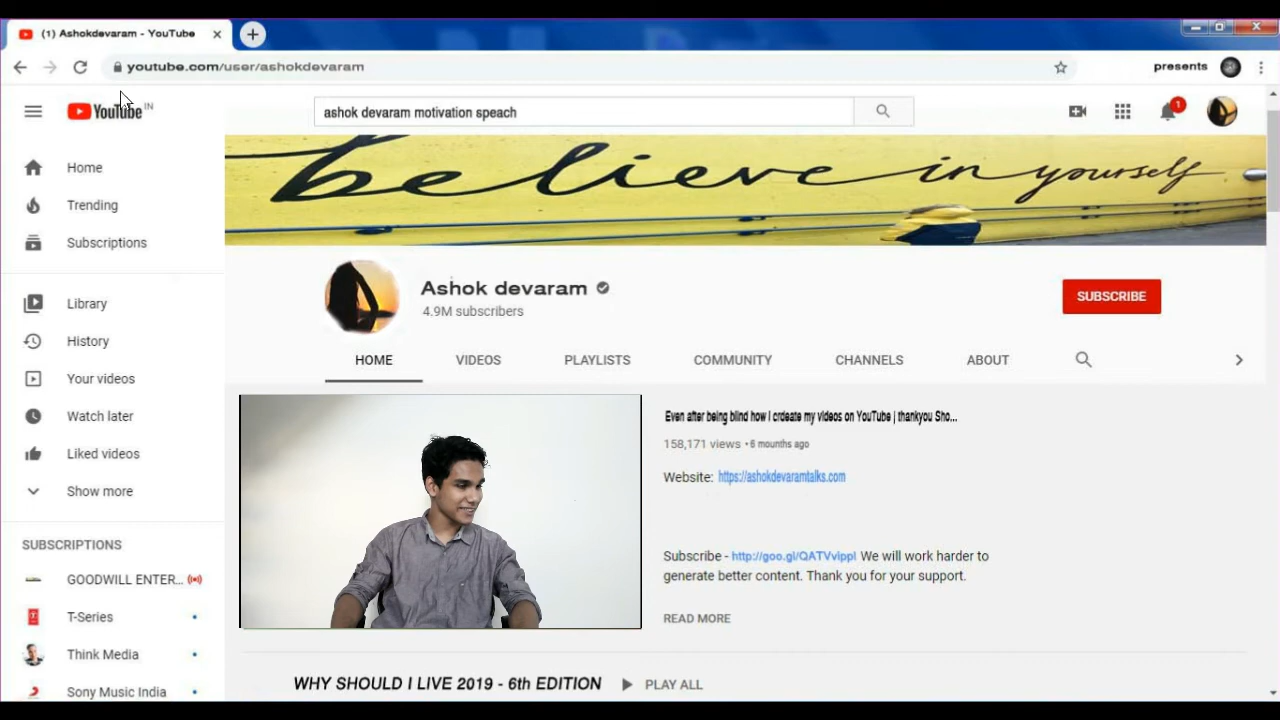 (1) Ashokdevaram - YouTube
youtube.com/user/ashokdevaram
presents
YouTube IN
ashok devaram motivation speach
1
Home
Trending
Subscriptions
Library
History
Your videos
Watch later
Liked videos
Show more
SUBSCRIPTIONS
GOODWILL ENTER...
T-Series
Think Media
Sony Music India
believe in yourself
Ashok devaram
4.9M subscribers
SUBSCRIBE
HOME VIDEOS PLAYLISTS COMMUNITY CHANNELS ABOUT
Even after being blind how I crdeate my videos on YouTube | thankyou Sho...
158,171 views • 6 mounths ago
Website: https://ashokdevaramtalks.com
Subscribe - http://goo.gl/QATVvippl We will work harder to
generate better content. Thank you for your support.
READ MORE
WHY SHOULD I LIVE 2019 - 6th EDITION PLAY ALL